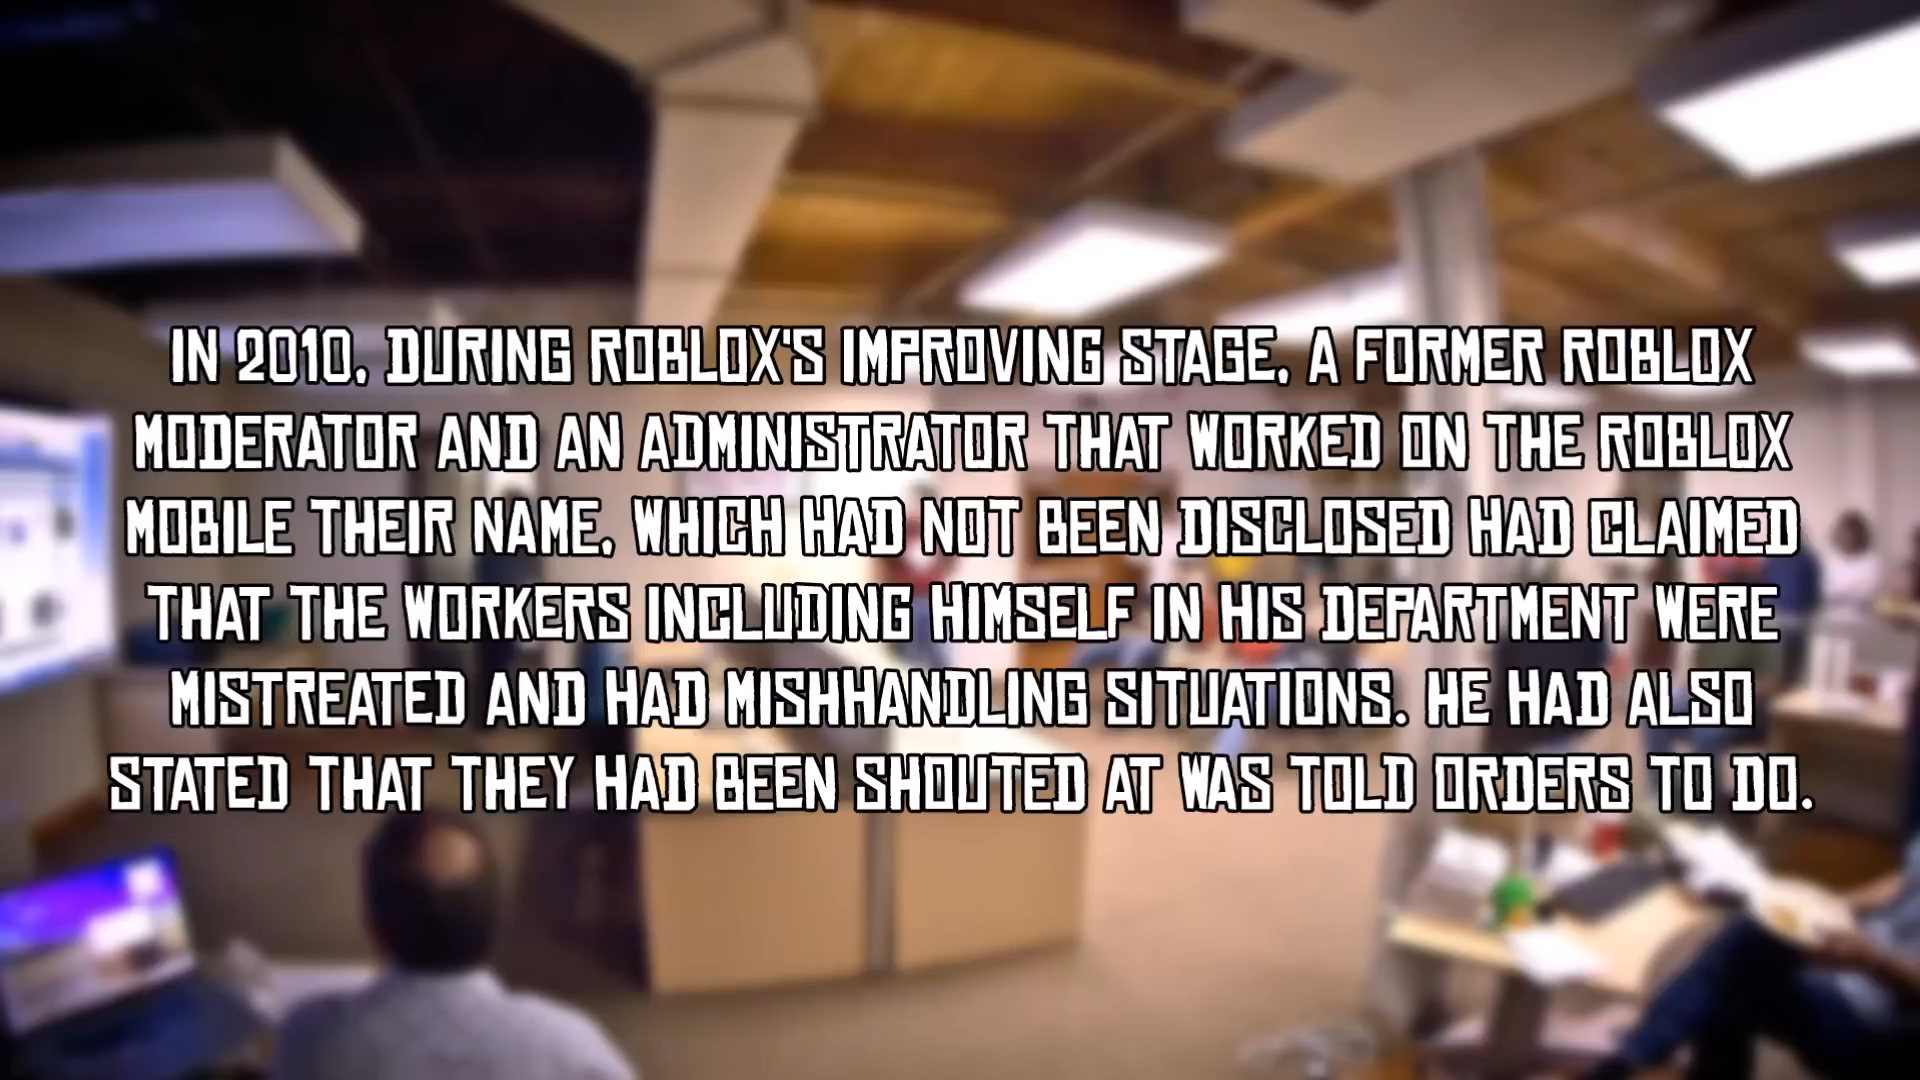 IN 2010, DURING ROBLOX'S IMPROVING STAGE, A FORMER ROBLOX
MODERATOR AND AN ADMINISTRATOR THAT WORKED ON THE ROBLOX
MOBILE THEIR NAME, WHICH HAD NOT BEEN DISCLOSED HAD CLAIMED
THAT THE WORKERS INCLUDING HIMSELF IN HIS DEPARTMENT WERE
MISTREATED AND HAD MISHHANDLING SITUATIONS. HE HAD ALSO
STATED THAT THEY HAD BEEN SHOUTED AT WAS TOLD ORDERS TO DO.